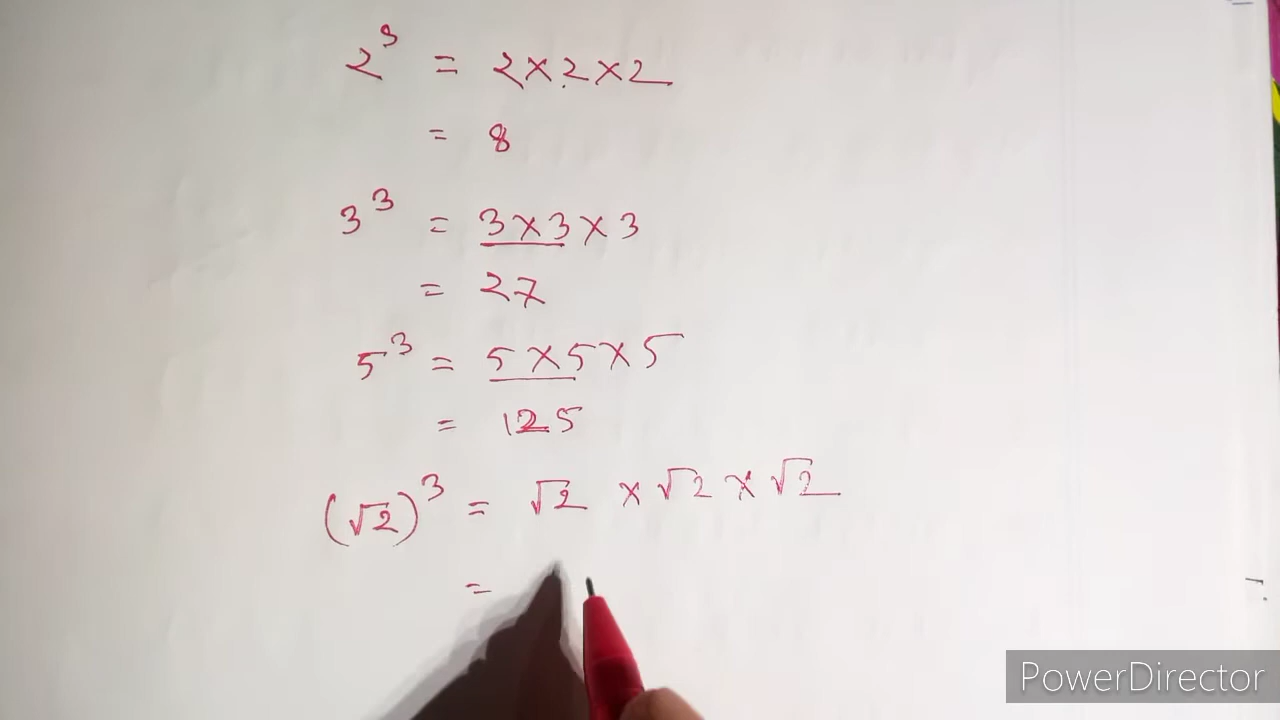 2³ = 2×2×2
= 8
3³ = 3×3×3
= 27
5³ = 5×5×5
= 125
(√2)³ = √2 × √2 × √2
=
PowerDirector